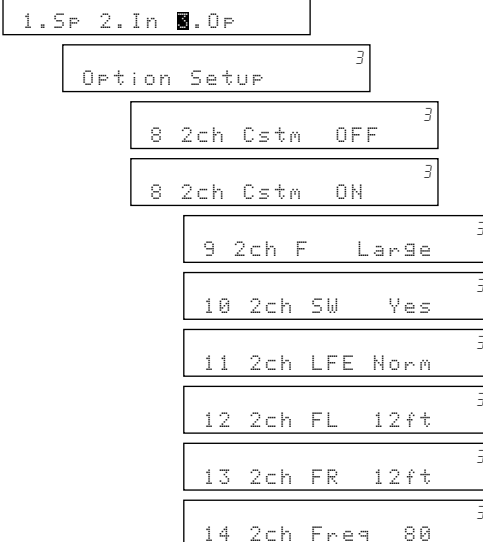 1.Sp 2.In 3.Op
3
Option Setup
3
8 2ch Cstm OFF
3
8 2ch Cstm ON
3
9 2ch F Large
3
10 2ch SW Yes
3
11 2ch LFE Norm
3
12 2ch FL 12ft
3
13 2ch FR 12ft
3
14 2ch Freq 80